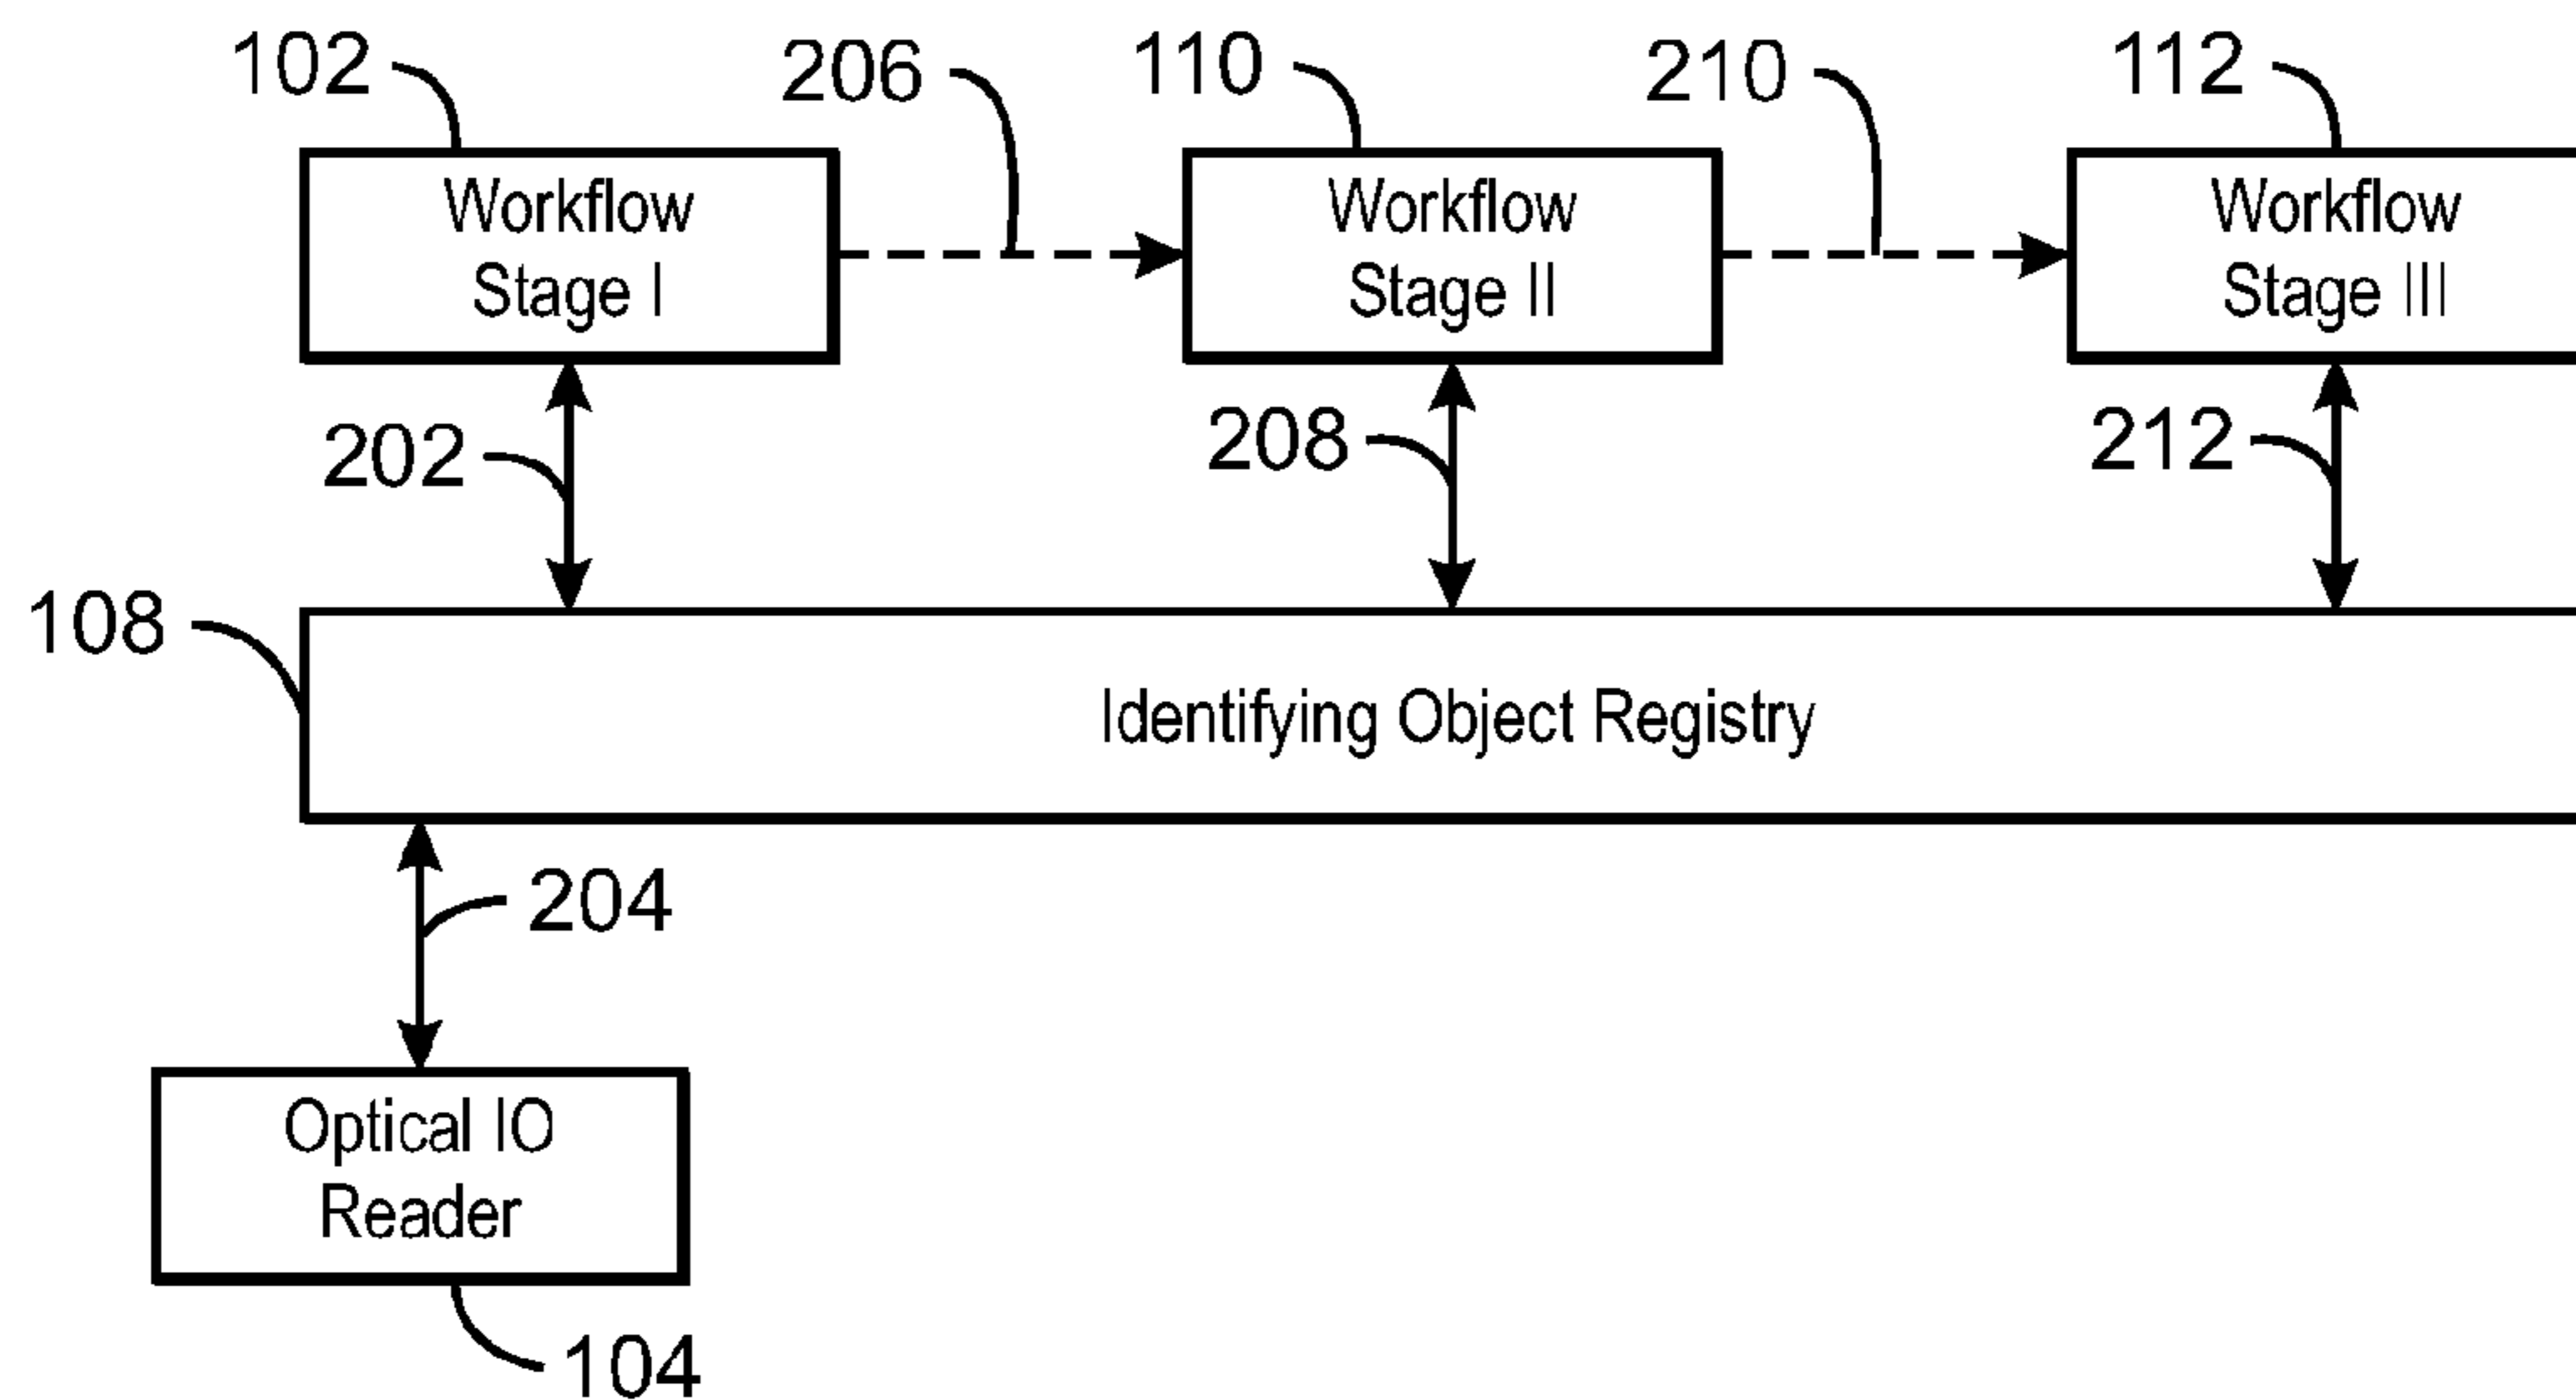 102
206
110
210
112
Workflow
Stage I
Workflow
Stage II
Workflow
Stage III
202
208
212
108
Identifying Object Registry
204
Optical IO
Reader
104